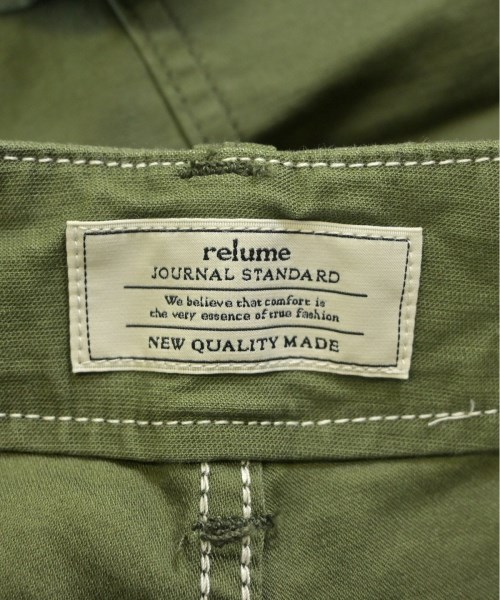 relume
JOURNAL STANDARD
We believe that comfort is
the very essence of true fashion
NEW QUALITY MADE